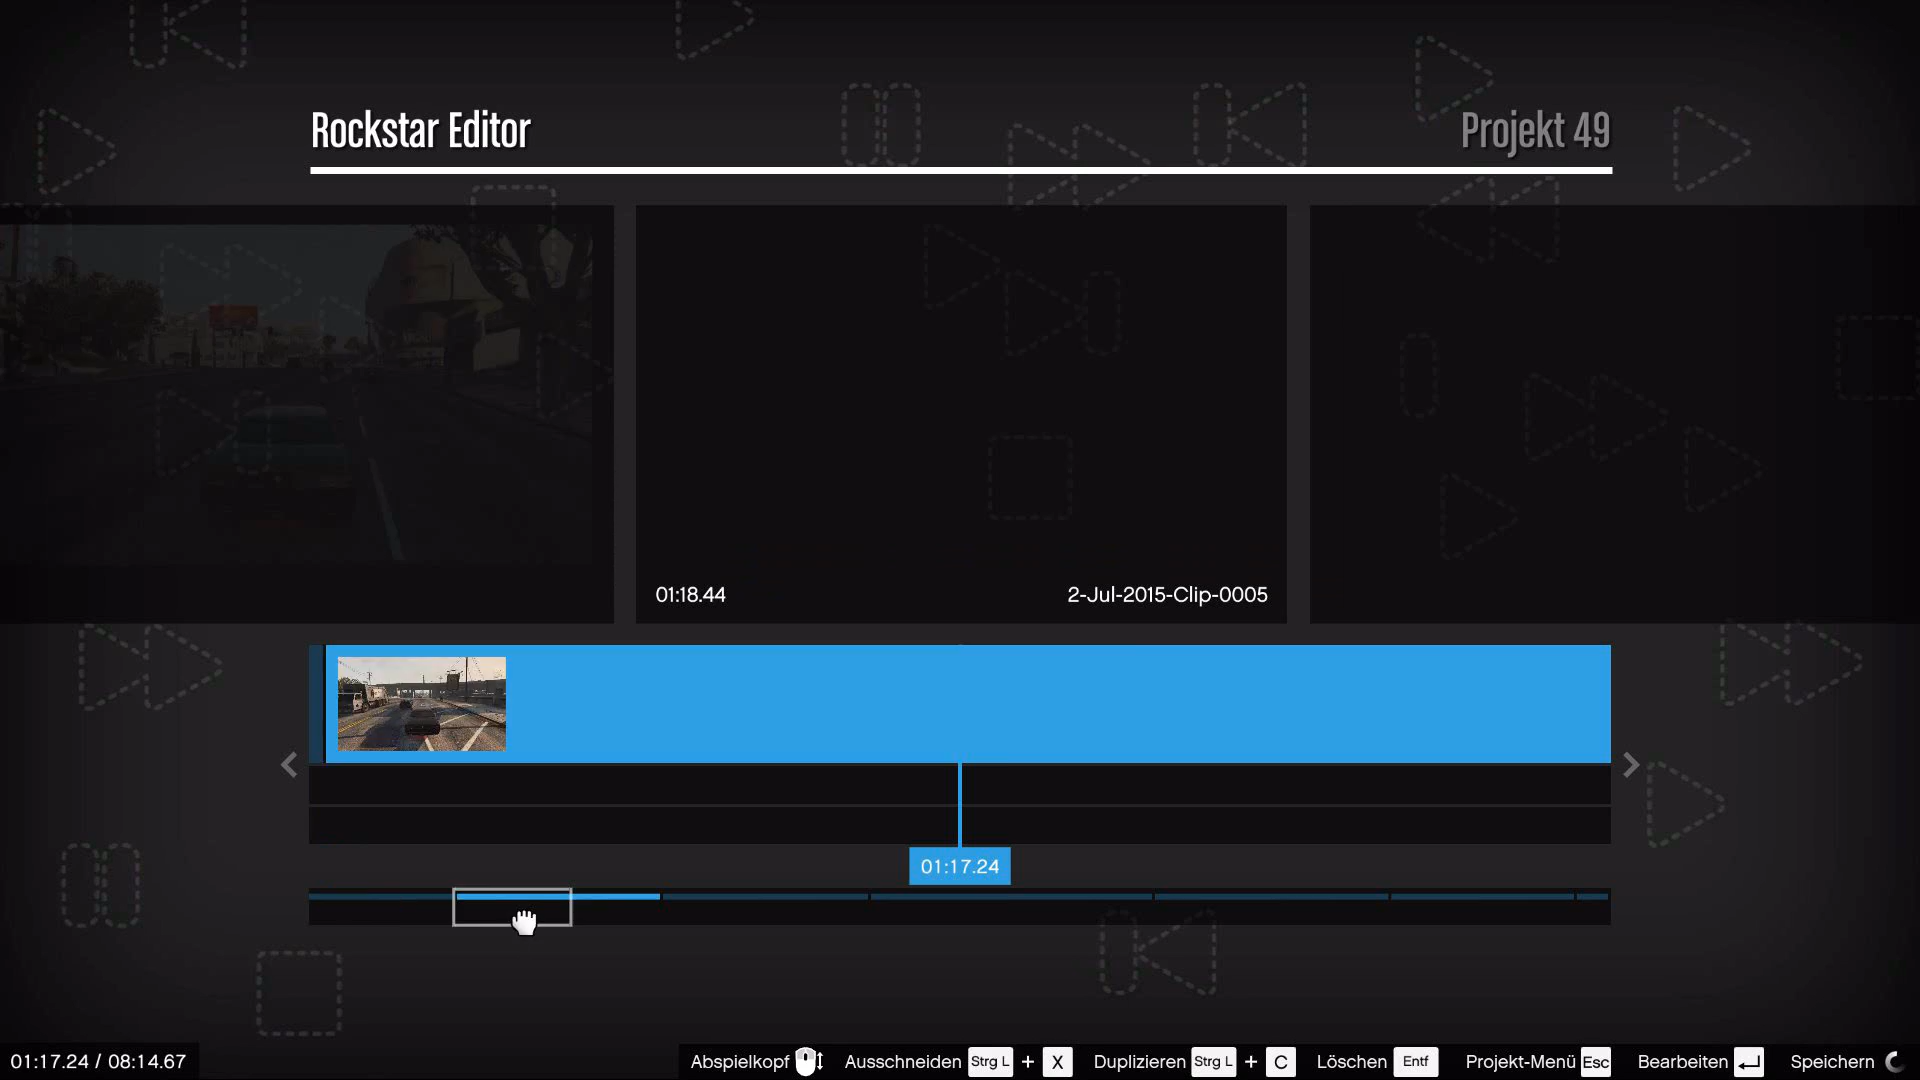 Rockstar Editor
Projekt 49
01:18.44
2-Jul-2015-Clip-0005
01:17.24
01:17.24 / 08:14.67
Abspielkopf Ausschneiden Strg L + X Duplizieren Strg L + C Löschen Entf Projekt-Menü Esc Bearbeiten Speichern